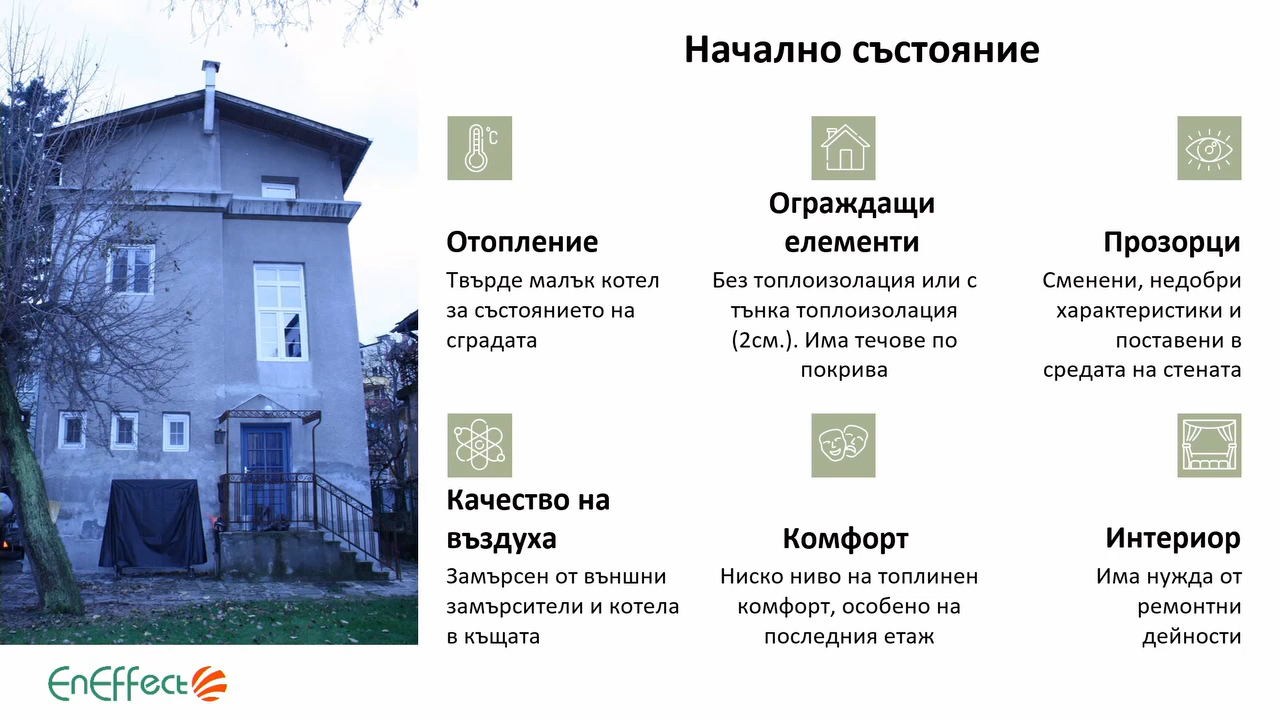 Начално състояние
°C
Отопление
Твърде малък котел
за състоянието на
сградата
Ограждащи
елементи
Без топлоизолация или с
тънка топлоизолация
(2см.). Има течове по
покрива
Прозорци
Сменени, недобри
характеристики и
поставени в
средата на стената
Качество на
въздуха
Замърсен от външни
замърсители и котела
в къщата
Комфорт
Ниско ниво на топлинен
комфорт, особено на
последния етаж
Интериор
Има нужда от
ремонтни
дейности
EnEffect